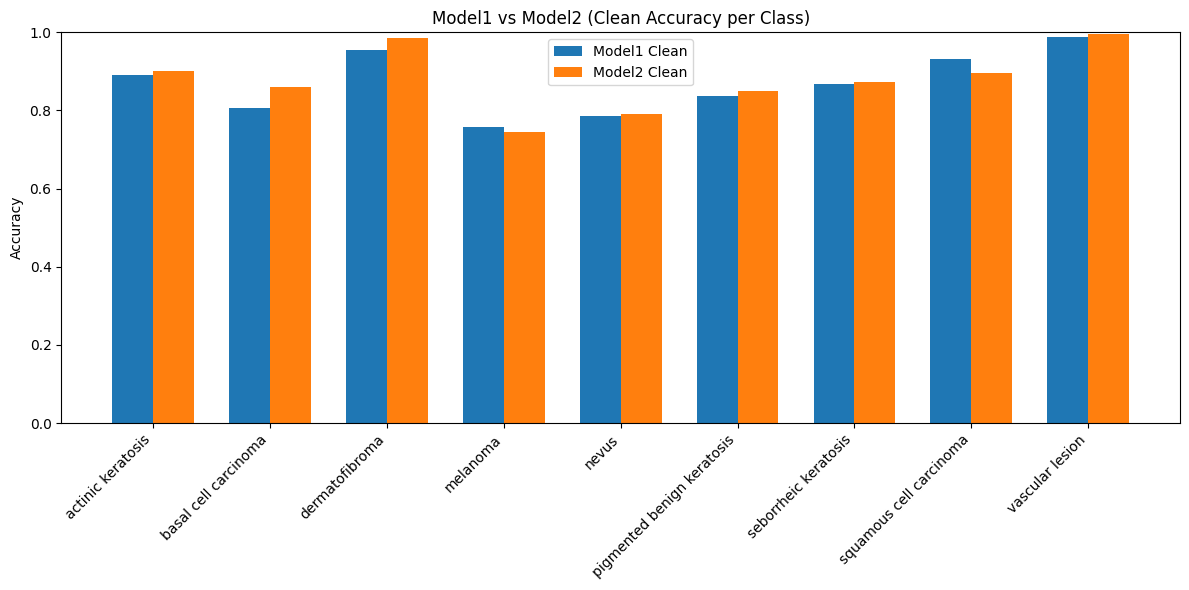 Model1 vs Model2 (Clean Accuracy per Class)
Model1 Clean
Model2 Clean
Accuracy
1.0
0.8
0.6
0.4
0.2
0.0
actinic keratosis
basal cell carcinoma
dermatofibroma
melanoma
nevus
pigmented benign keratosis
seborrheic keratosis
squamous cell carcinoma
vascular lesion